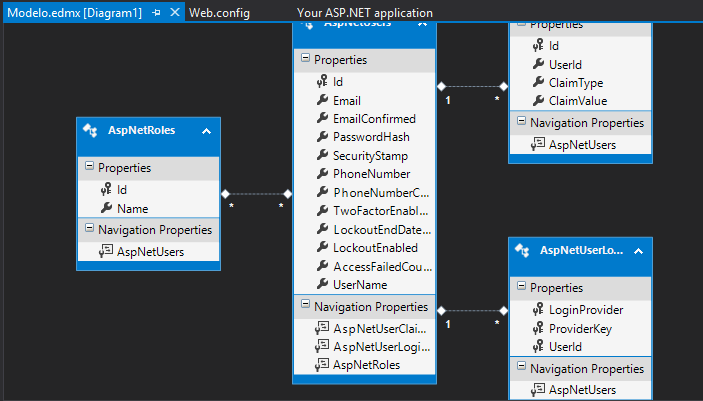 Modelo.edmx [Diagram1]
Web.config
Your ASP.NET application
AspNetRoles
Properties
Id
Name
Navigation Properties
AspNetUsers
*
*
AspNetUsers
Properties
Id
Email
EmailConfirmed
PasswordHash
SecurityStamp
PhoneNumber
PhoneNumberC...
TwoFactorEnabl...
LockoutEndDate...
LockoutEnabled
AccessFailedCou...
UserName
Navigation Properties
AspNetUserClai...
AspNetUserLogi...
AspNetRoles
1
*
Properties
Id
UserId
ClaimType
ClaimValue
Navigation Properties
AspNetUsers
1
*
AspNetUserLo...
Properties
LoginProvider
ProviderKey
UserId
Navigation Properties
AspNetUsers